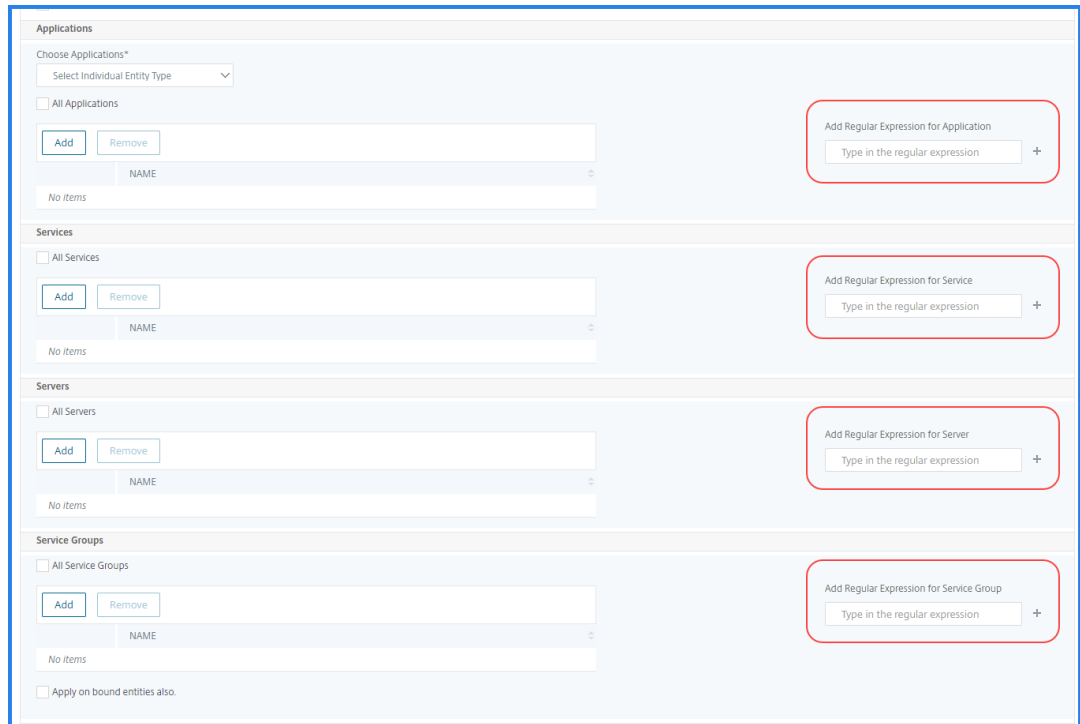 Applications
Choose Applications*
Select Individual Entity Type
All Applications
Add Remove
NAME
No items
Add Regular Expression for Application
Type in the regular expression +
Services
All Services
Add Remove
NAME
No items
Add Regular Expression for Service
Type in the regular expression +
Servers
All Servers
Add Remove
NAME
No items
Add Regular Expression for Server
Type in the regular expression +
Service Groups
All Service Groups
Add Remove
NAME
No items
Add Regular Expression for Service Group
Type in the regular expression +
Apply on bound entities also.